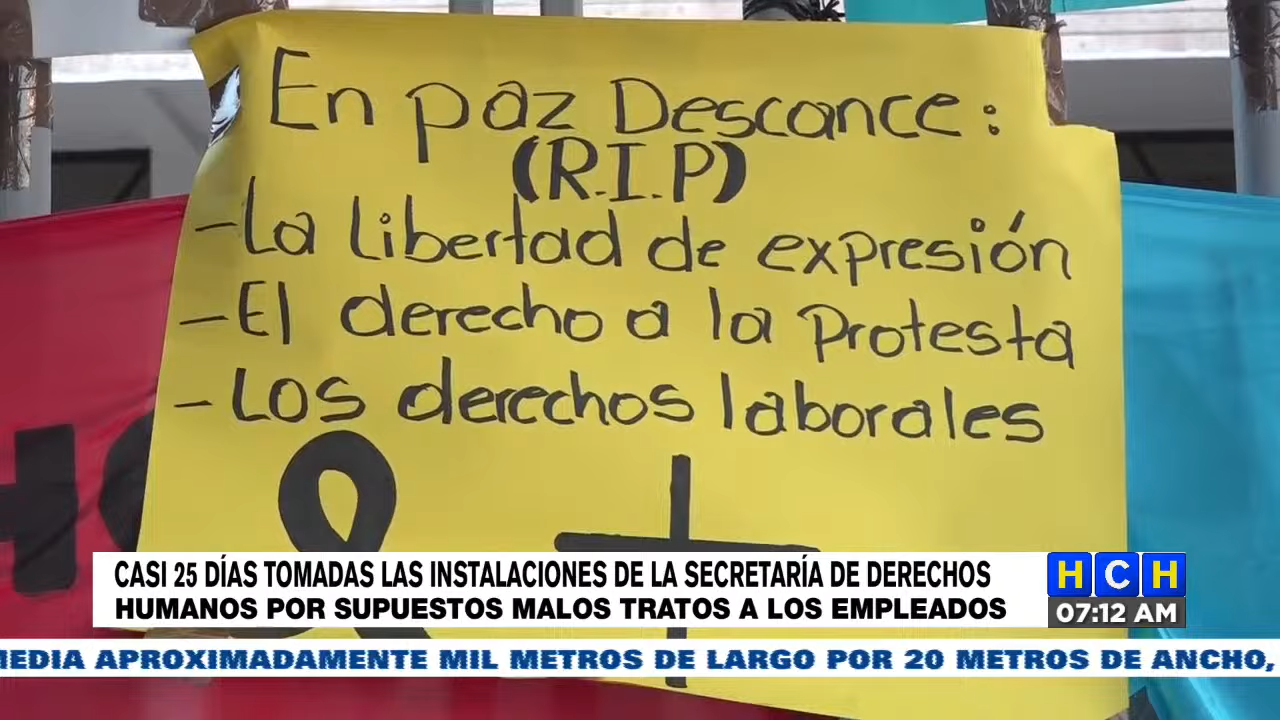 En paz Descance:
(R.I.P)
-La libertad de expresión
-El derecho a la Protesta
-Los derechos laborales
CASI 25 DÍAS TOMADAS LAS INSTALACIONES DE LA SECRETARÍA DE DERECHOS
HUMANOS POR SUPUESTOS MALOS TRATOS A LOS EMPLEADOS
HCH
07:12 AM
APROXIMADAMENTE MIL METROS DE LARGO POR 20 METROS DE ANCHO,